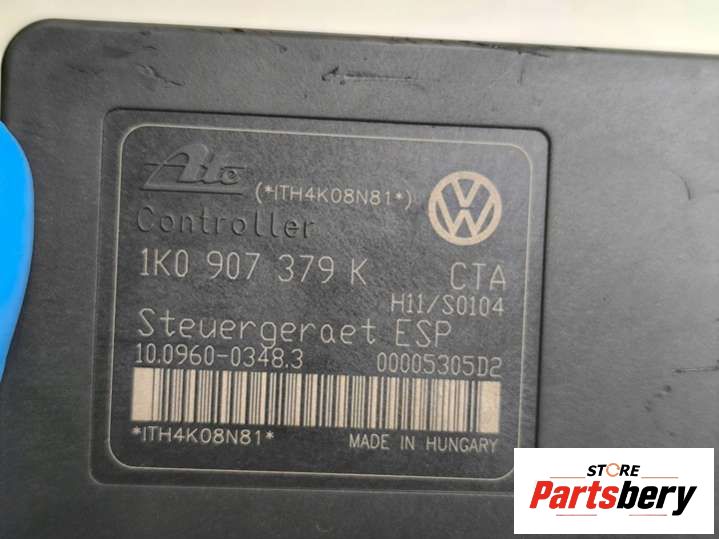 Ate (*ITH4K08N81*)
Controller
1K0 907 379 K CTA
H11/S0104
Steuergeraet ESP
10.0960-0348.3 00005305D2
*ITH4K08N81* MADE IN HUNGARY
STORE
Partsbery